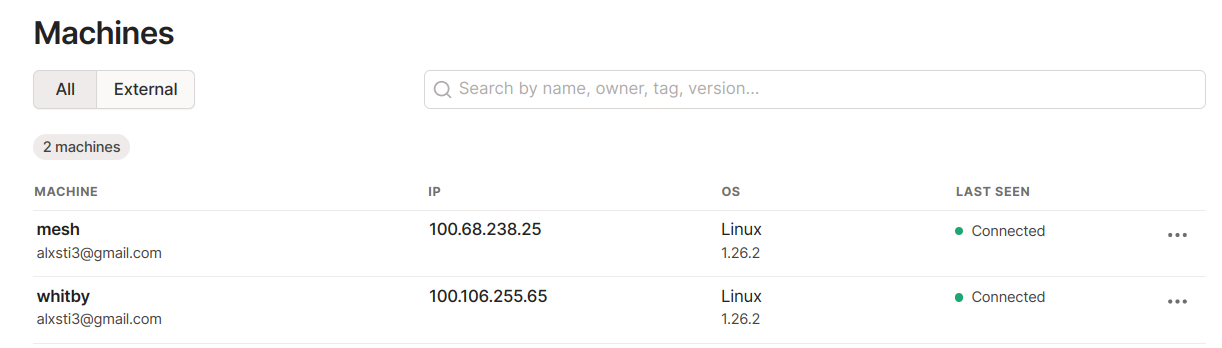 Machines
All External
Search by name, owner, tag, version...
2 machines
MACHINE IP OS LAST SEEN
mesh 100.68.238.25 Linux Connected
alxsti3@gmail.com 1.26.2
whitby 100.106.255.65 Linux Connected
alxsti3@gmail.com 1.26.2